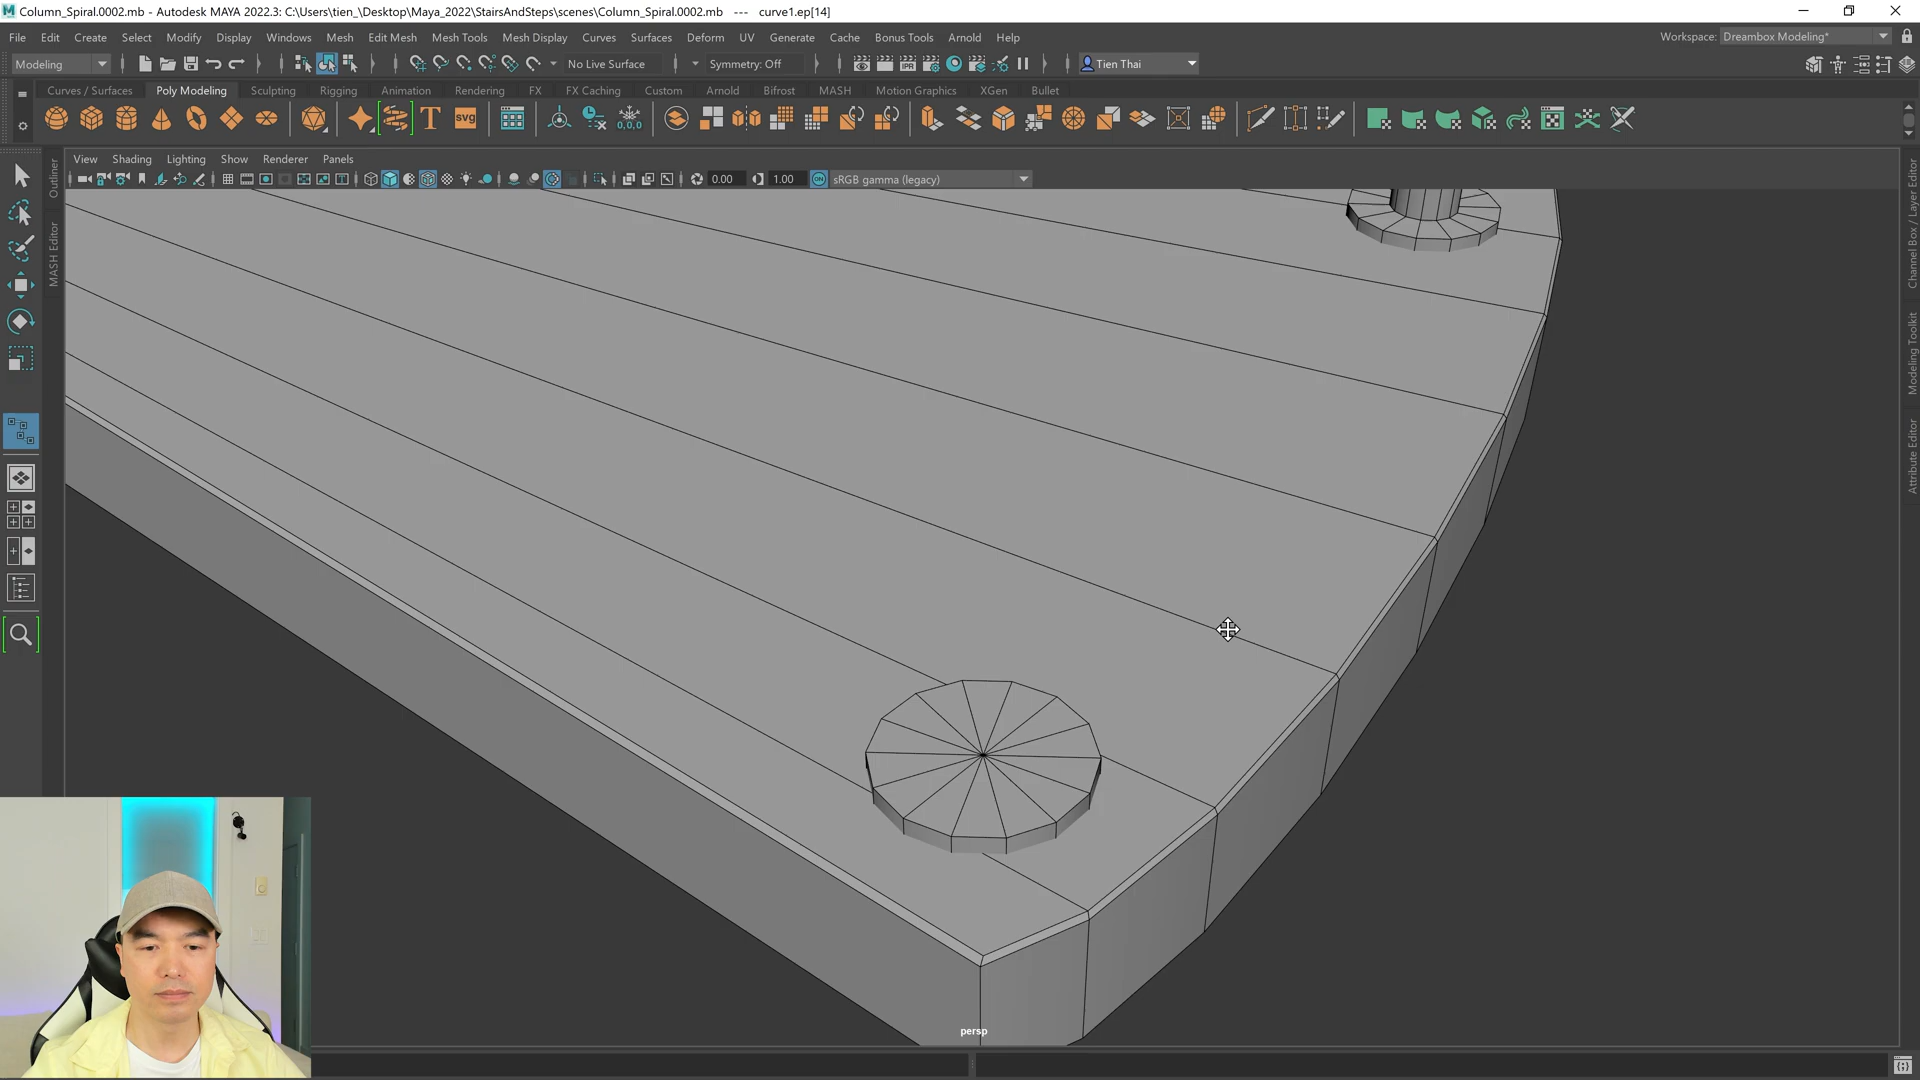 Column_Spiral.0002.mb - Autodesk MAYA 2022.3: C:\Users\tien_\Desktop\Maya_2022\StairsAndSteps\scenes\Column_Spiral.0002.mb --- curve1.ep[14]
File Edit Create Select Modify Display Windows Mesh Edit Mesh Mesh Tools Mesh Display Curves Surfaces Deform UV Generate Cache Bonus Tools Arnold Help Workspace: Dreambox Modeling*
Modeling No Live Surface Symmetry: Off Tien Thai
Curves / Surfaces Poly Modeling Sculpting Rigging Animation Rendering FX FX Caching Custom Arnold Bifrost MASH Motion Graphics XGen Bullet
SVG
0,0,0
View Shading Lighting Show Renderer Panels
0.00 1.00 ON sRGB gamma (legacy)
Outliner
MASH Editor
Channel Box / Layer Editor
Modeling Toolkit
Attribute Editor
persp